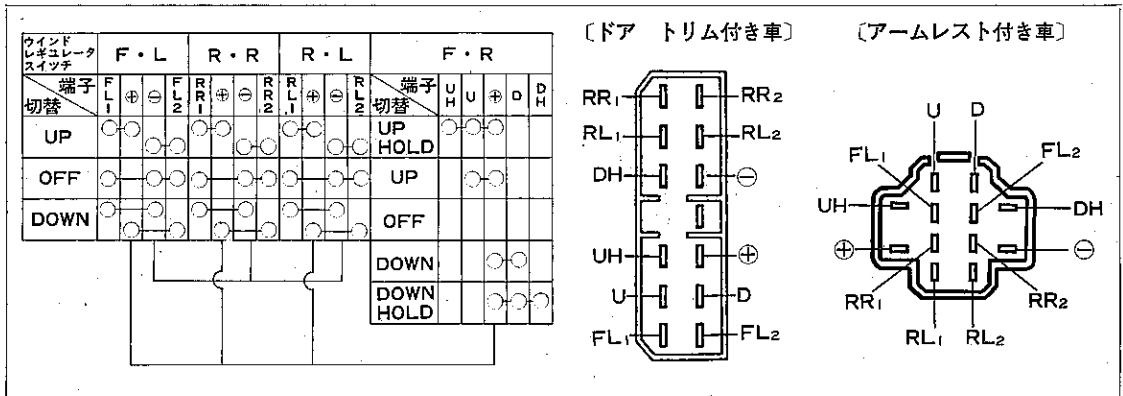 ウインド
レギュレータ
スイッチ
F・L R・R R・L F・R
端子
切替
FL1 ⊕ ⊖ FL2 RR1 ⊕ ⊖ RR2 RL1 ⊕ ⊖ RL2
端子
切替
UH U ⊕ D DH
UP
UP HOLD
OFF
UP
DOWN
OFF
DOWN
DOWN HOLD
〔ドア トリム付き車〕
RR1 RR2
RL1 RL2
DH ⊖
UH ⊕
U D
FL1 FL2
〔アームレスト付き車〕
U D
FL1 FL2
UH DH
⊕ ⊖
RR1 RR2
RL1 RL2